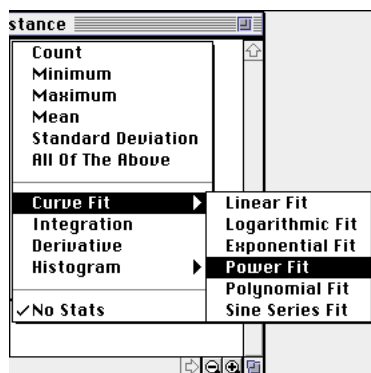 stance
Count
Minimum
Maximum
Mean
Standard Deviation
All Of The Above
Curve Fit
Integration
Derivative
Histogram
✓No Stats
Linear Fit
Logarithmic Fit
Exponential Fit
Power Fit
Polynomial Fit
Sine Series Fit